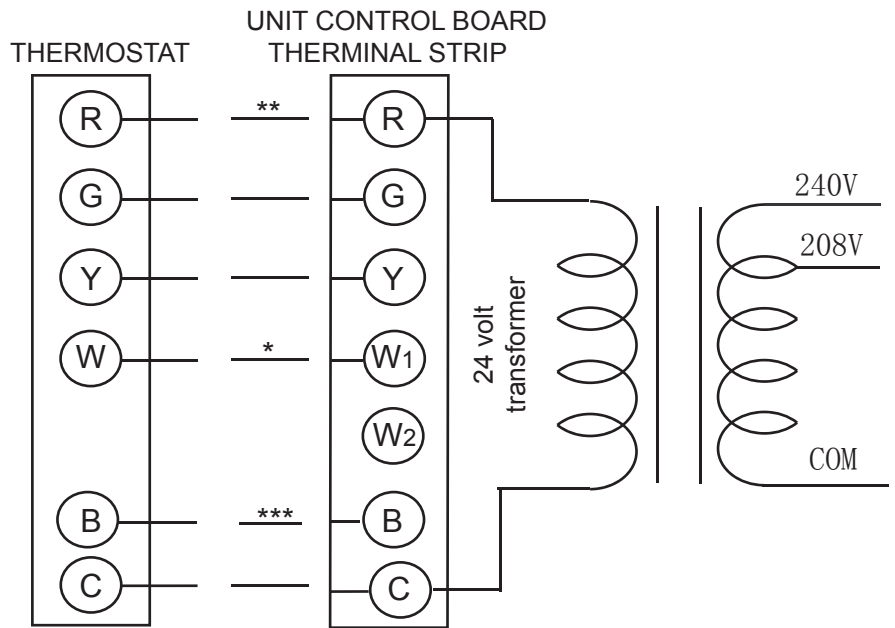 UNIT CONTROL BOARD
THERMOSTAT
THERMINAL STRIP
R
**
R
G
G
240V
208V
Y
Y
24 volt
transformer
W
*
W1
W2
COM
B
***
B
C
C